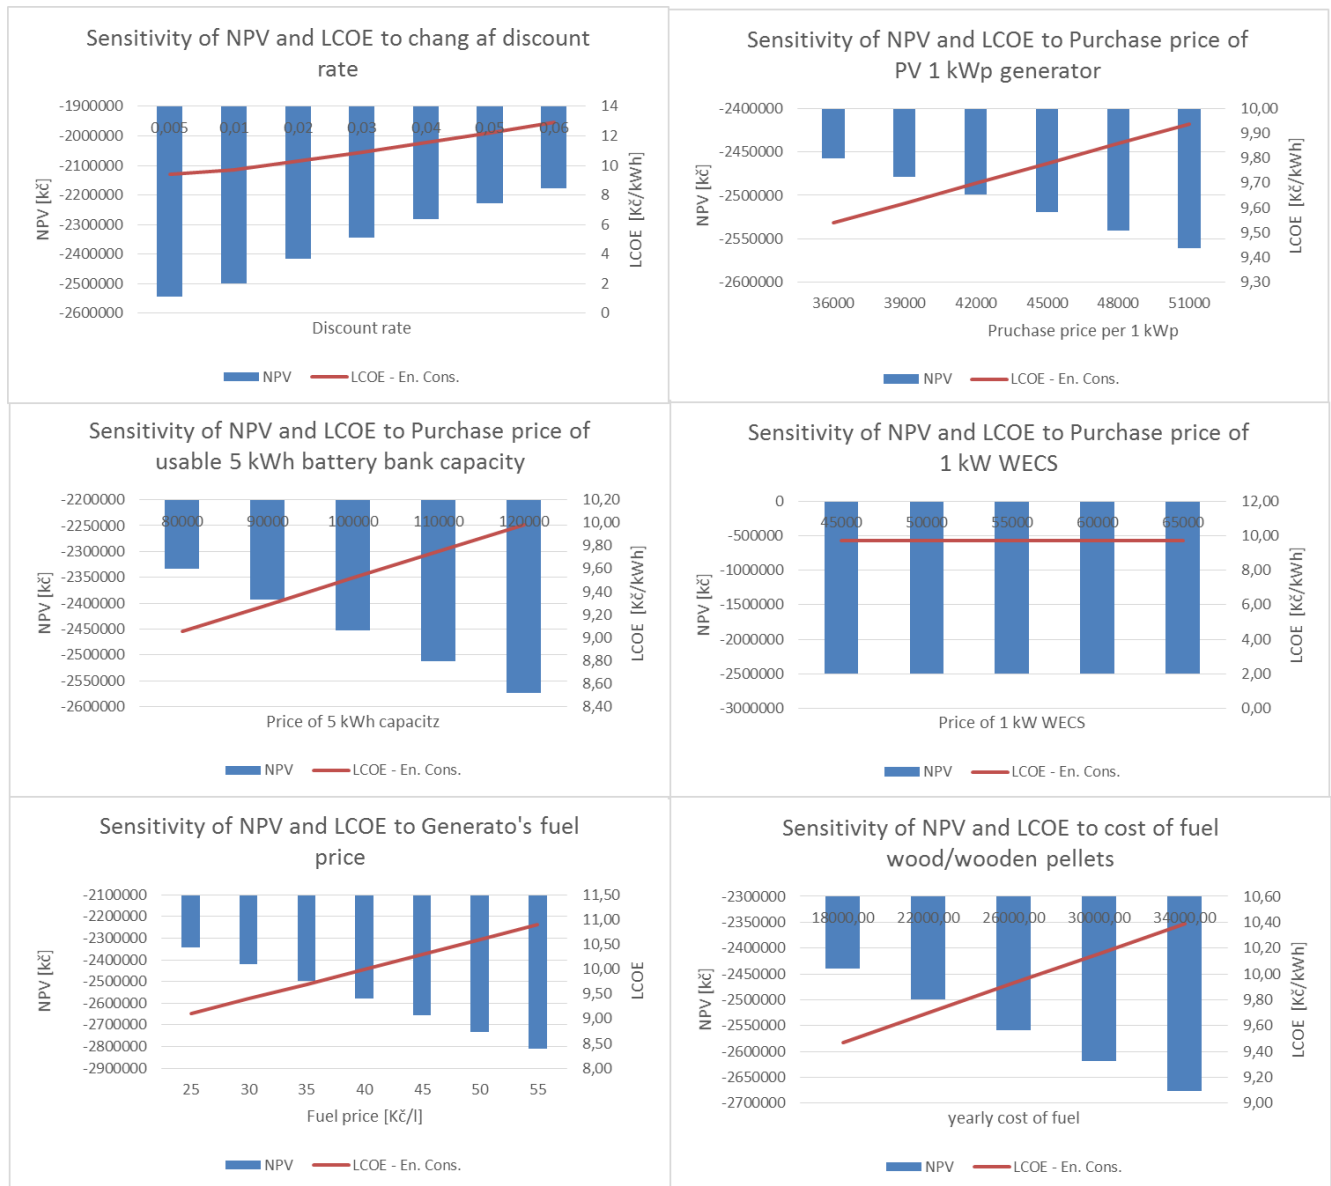 Sensitivity of NPV and LCOE to chang af discount
rate
-1900000
-2000000
-2100000
-2200000
-2300000
-2400000
-2500000
-2600000
NPV [kč]
0,005 0,01 0,02 0,03 0,04 0,05 0,06
14
12
10
8
6
4
2
0
LCOE [Kč/kWh]
Discount rate
NPV LCOE - En. Cons.
Sensitivity of NPV and LCOE to Purchase price of
PV 1 kWp generator
-2400000
-2450000
-2500000
-2550000
-2600000
NPV [kč]
10,00
9,90
9,80
9,70
9,60
9,50
9,40
9,30
LCOE [Kč/kWh]
36000 39000 42000 45000 48000 51000
Pruchase price per 1 kWp
NPV LCOE - En. Cons.
Sensitivity of NPV and LCOE to Purchase price of
usable 5 kWh battery bank capacity
-2200000
-2250000
-2300000
-2350000
-2400000
-2450000
-2500000
-2550000
-2600000
NPV [kč]
80000 90000 100000 110000 120000
10,20
10,00
9,80
9,60
9,40
9,20
9,00
8,80
8,60
8,40
LCOE [Kč/kWh]
Price of 5 kWh capacitz
NPV LCOE - En. Cons.
Sensitivity of NPV and LCOE to Purchase price of
1 kW WECS
0
-500000
-1000000
-1500000
-2000000
-2500000
-3000000
NPV [kč]
45000 50000 55000 60000 65000
12,00
10,00
8,00
6,00
4,00
2,00
0,00
LCOE [Kč/kWh]
Price of 1 kW WECS
NPV LCOE - En. Cons.
Sensitivity of NPV and LCOE to Generato's fuel
price
-2100000
-2200000
-2300000
-2400000
-2500000
-2600000
-2700000
-2800000
-2900000
NPV [kč]
11,50
11,00
10,50
10,00
9,50
9,00
8,50
8,00
LCOE
25 30 35 40 45 50 55
Fuel price [Kč/l]
NPV LCOE - En. Cons.
Sensitivity of NPV and LCOE to cost of fuel
wood/wooden pellets
-2300000
-2350000
-2400000
-2450000
-2500000
-2550000
-2600000
-2650000
-2700000
NPV [kč]
18000,00 22000,00 26000,00 30000,00 34000,00
10,60
10,40
10,20
10,00
9,80
9,60
9,40
9,20
9,00
LCOE [Kč/kWh]
yearly cost of fuel
NPV LCOE - En. Cons.